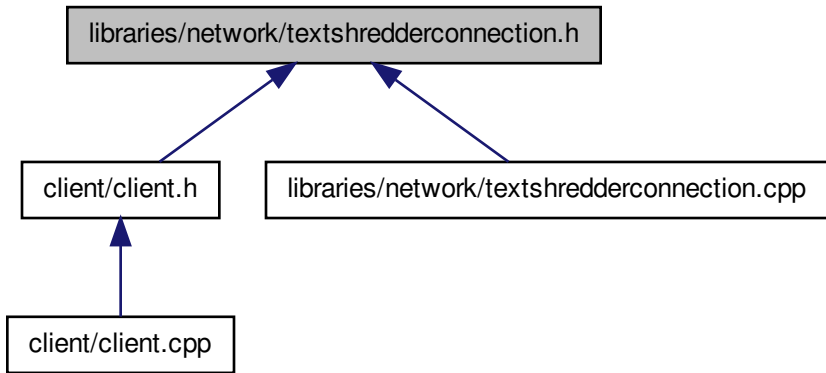 libraries/network/textshredderconnection.h
client/client.h
libraries/network/textshredderconnection.cpp
client/client.cpp